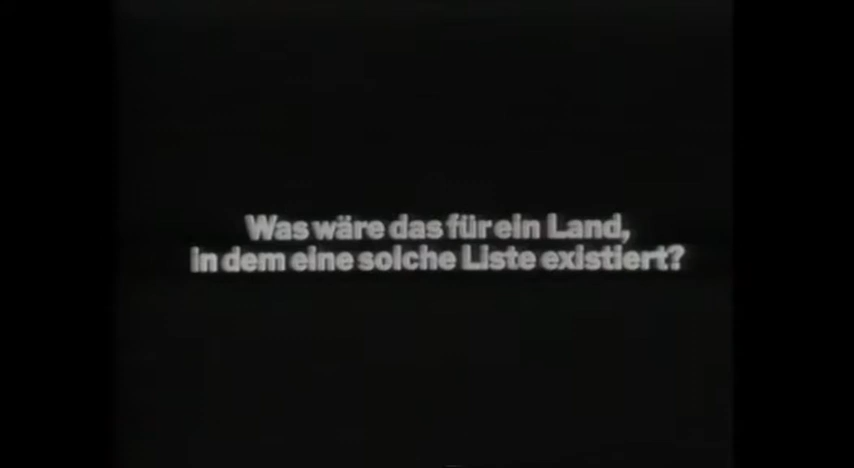 Was wäre das für ein Land,
in dem eine solche Liste existiert?